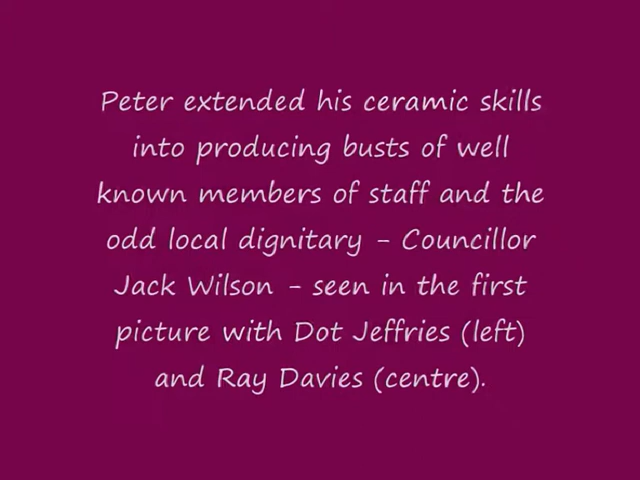 Peter extended his ceramic skills
into producing busts of well
known members of staff and the
odd local dignitary - Councillor
Jack Wilson - seen in the first
picture with Dot Jeffries (left)
and Ray Davies (centre).